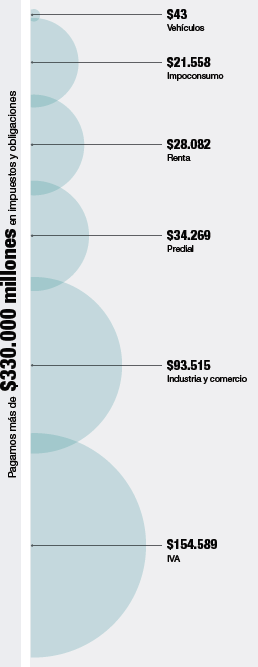 Pagamos más de $330.000 millones en impuestos y obligaciones
$43
Vehículos
$21.558
Impoconsumo
$28.082
Renta
$34.269
Predial
$93.515
Industria y comercio
$154.589
IVA